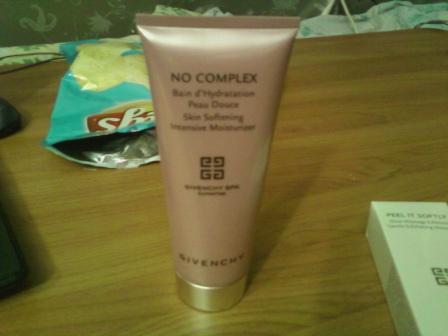 NO COMPLEX
Bain d'Hydratation
Peau Douce
Skin Softening
Intensive Moisturizer
GIVENCHY SPA
GIVENCHY
PEEL IT SOFTLY